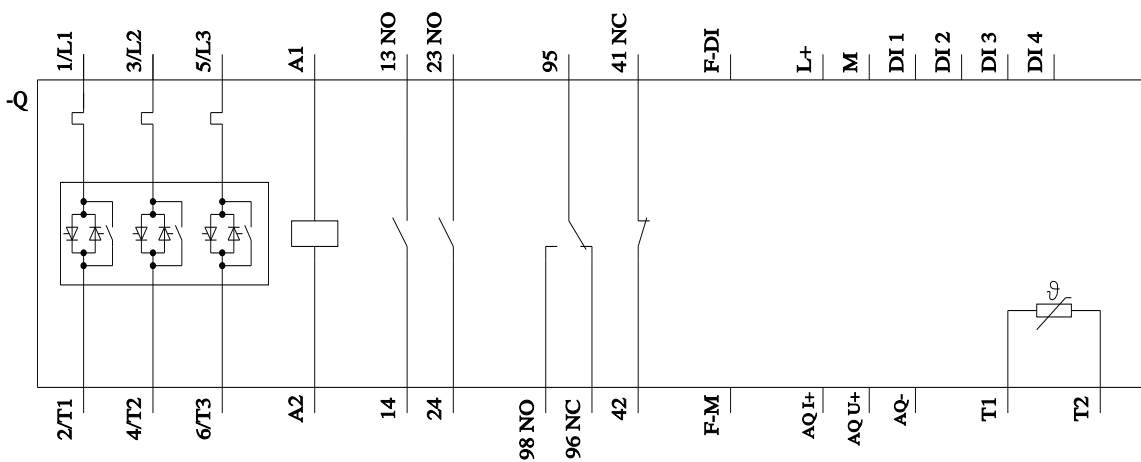 1/L1
3/L2
5/L3
A1
13 NO
23 NO
95
41 NC
F-DI
L+
M
DI 1
DI 2
DI 3
DI 4
-Q
ϑ
2/T1
4/T2
6/T3
A2
14
24
98 NO
96 NC
42
F-M
AQ I+
AQ U+
AQ-
T1
T2